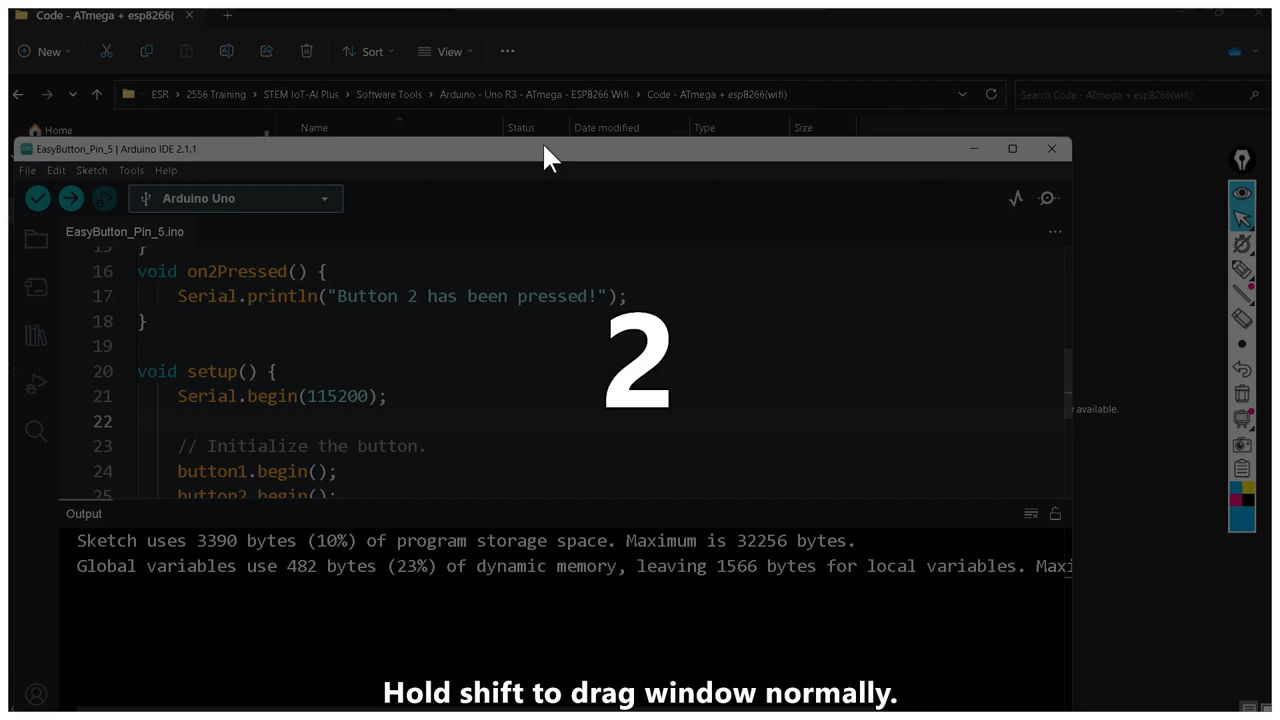 Code - ATmega + esp8266(
New
Sort
View
ESR > 2556 Training > STEM IoT-AI Plus > Software Tools > Arduino - Uno R3 - ATmega - ESP8266 Wifi > Code - ATmega + esp8266(wifi)
Search Code - ATmega + esp8266(wifi)
Home
Name
Status
Date modified
Type
Size
EasyButton_Pin_5 | Arduino IDE 2.1.1
File Edit Sketch Tools Help
Arduino Uno
EasyButton_Pin_5.ino
15 }
16 void on2Pressed() {
17 Serial.println("Button 2 has been pressed!");
18 }
19
20 void setup() {
21 Serial.begin(115200);
22
23 // Initialize the button.
24 button1.begin();
25 button2.begin();
2
available.
Output
Sketch uses 3390 bytes (10%) of program storage space. Maximum is 32256 bytes.
Global variables use 482 bytes (23%) of dynamic memory, leaving 1566 bytes for local variables. Maxi
Hold shift to drag window normally.